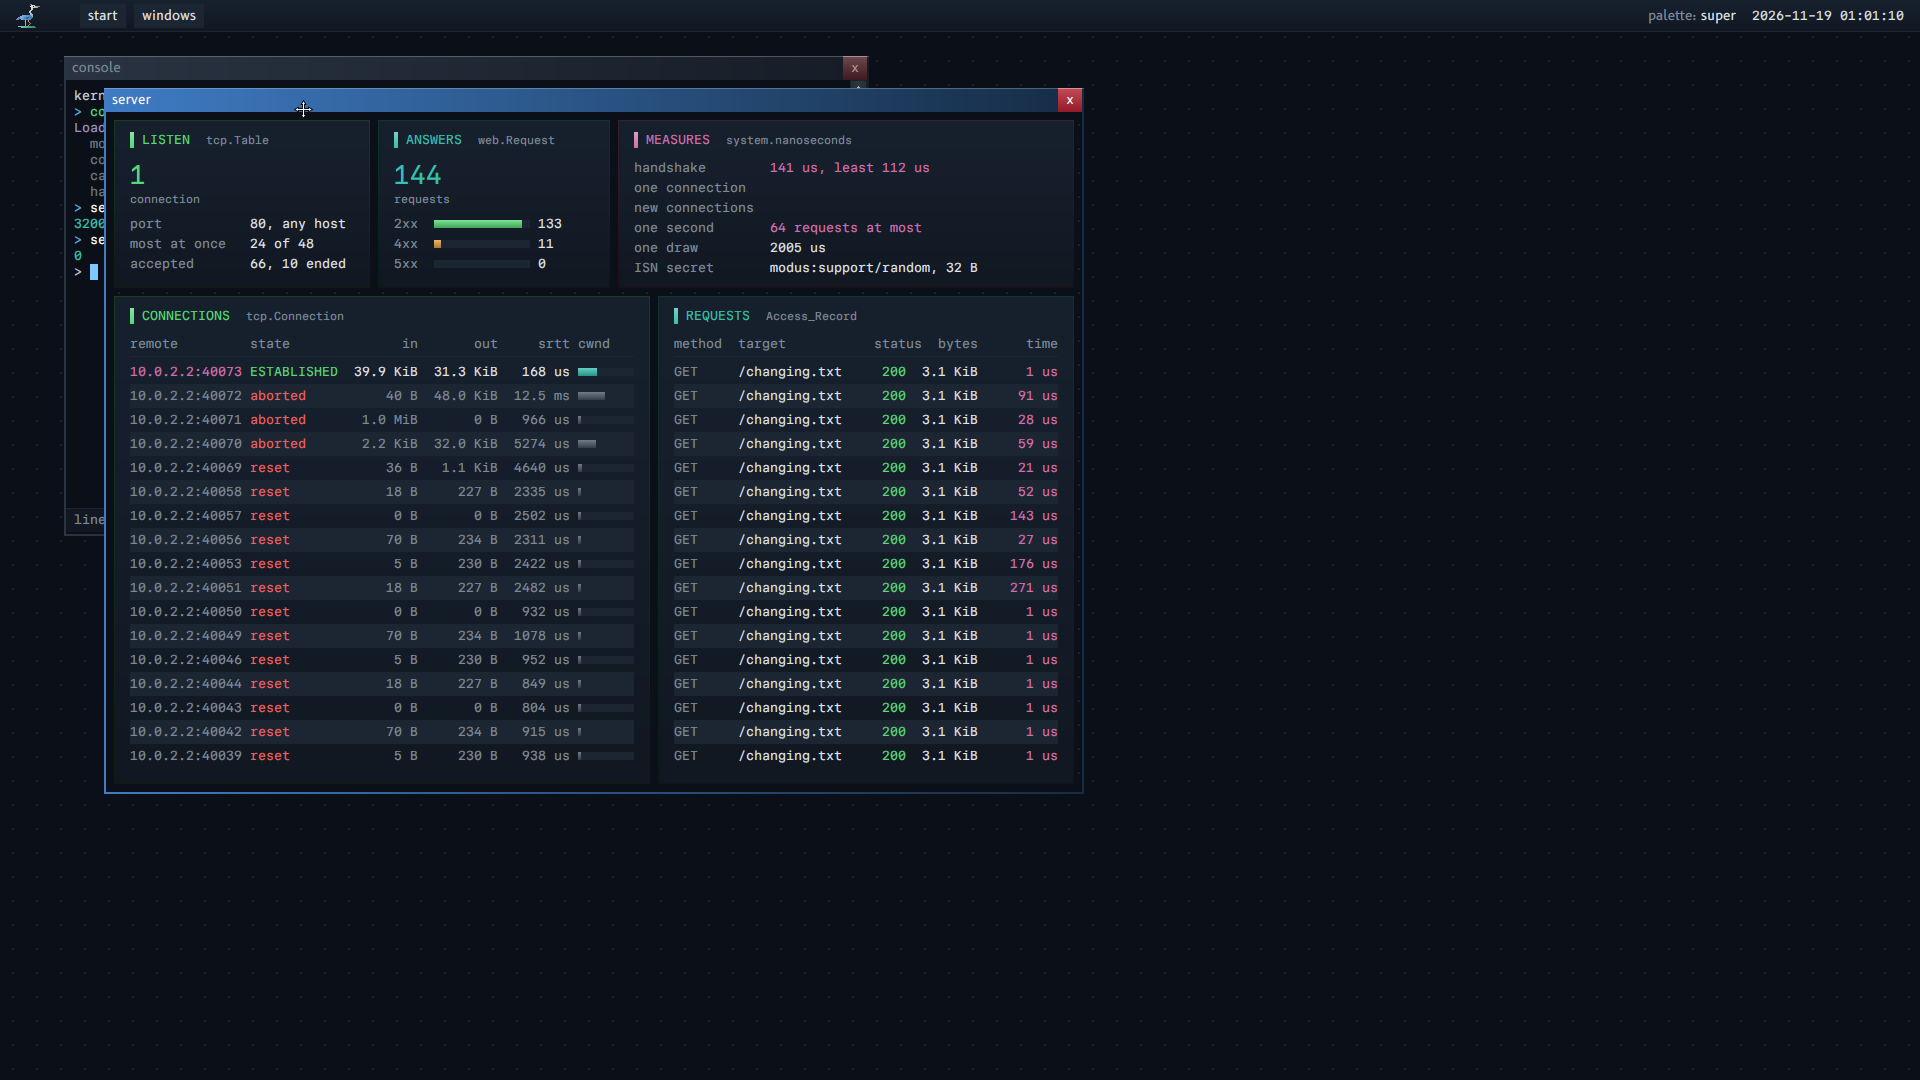 start windows palette: super 2026-11-19 01:01:10
console x
kern
> co
Load
mo
co
ca
ha
> se
3200
> se
0
>
line
server x
LISTEN tcp.Table
1
connection
port 80, any host
most at once 24 of 48
accepted 66, 10 ended
ANSWERS web.Request
144
requests
2xx 133
4xx 11
5xx 0
MEASURES system.nanoseconds
handshake 141 us, least 112 us
one connection
new connections
one second 64 requests at most
one draw 2005 us
ISN secret modus:support/random, 32 B
CONNECTIONS tcp.Connection
remote state in out srtt cwnd
10.0.2.2:40073 ESTABLISHED 39.9 KiB 31.3 KiB 168 us
10.0.2.2:40072 aborted 40 B 48.0 KiB 12.5 ms
10.0.2.2:40071 aborted 1.0 MiB 0 B 966 us
10.0.2.2:40070 aborted 2.2 KiB 32.0 KiB 5274 us
10.0.2.2:40069 reset 36 B 1.1 KiB 4640 us
10.0.2.2:40058 reset 18 B 227 B 2335 us
10.0.2.2:40057 reset 0 B 0 B 2502 us
10.0.2.2:40056 reset 70 B 234 B 2311 us
10.0.2.2:40053 reset 5 B 230 B 2422 us
10.0.2.2:40051 reset 18 B 227 B 2482 us
10.0.2.2:40050 reset 0 B 0 B 932 us
10.0.2.2:40049 reset 70 B 234 B 1078 us
10.0.2.2:40046 reset 5 B 230 B 952 us
10.0.2.2:40044 reset 18 B 227 B 849 us
10.0.2.2:40043 reset 0 B 0 B 804 us
10.0.2.2:40042 reset 70 B 234 B 915 us
10.0.2.2:40039 reset 5 B 230 B 938 us
REQUESTS Access_Record
method target status bytes time
GET /changing.txt 200 3.1 KiB 1 us
GET /changing.txt 200 3.1 KiB 91 us
GET /changing.txt 200 3.1 KiB 28 us
GET /changing.txt 200 3.1 KiB 59 us
GET /changing.txt 200 3.1 KiB 21 us
GET /changing.txt 200 3.1 KiB 52 us
GET /changing.txt 200 3.1 KiB 143 us
GET /changing.txt 200 3.1 KiB 27 us
GET /changing.txt 200 3.1 KiB 176 us
GET /changing.txt 200 3.1 KiB 271 us
GET /changing.txt 200 3.1 KiB 1 us
GET /changing.txt 200 3.1 KiB 1 us
GET /changing.txt 200 3.1 KiB 1 us
GET /changing.txt 200 3.1 KiB 1 us
GET /changing.txt 200 3.1 KiB 1 us
GET /changing.txt 200 3.1 KiB 1 us
GET /changing.txt 200 3.1 KiB 1 us